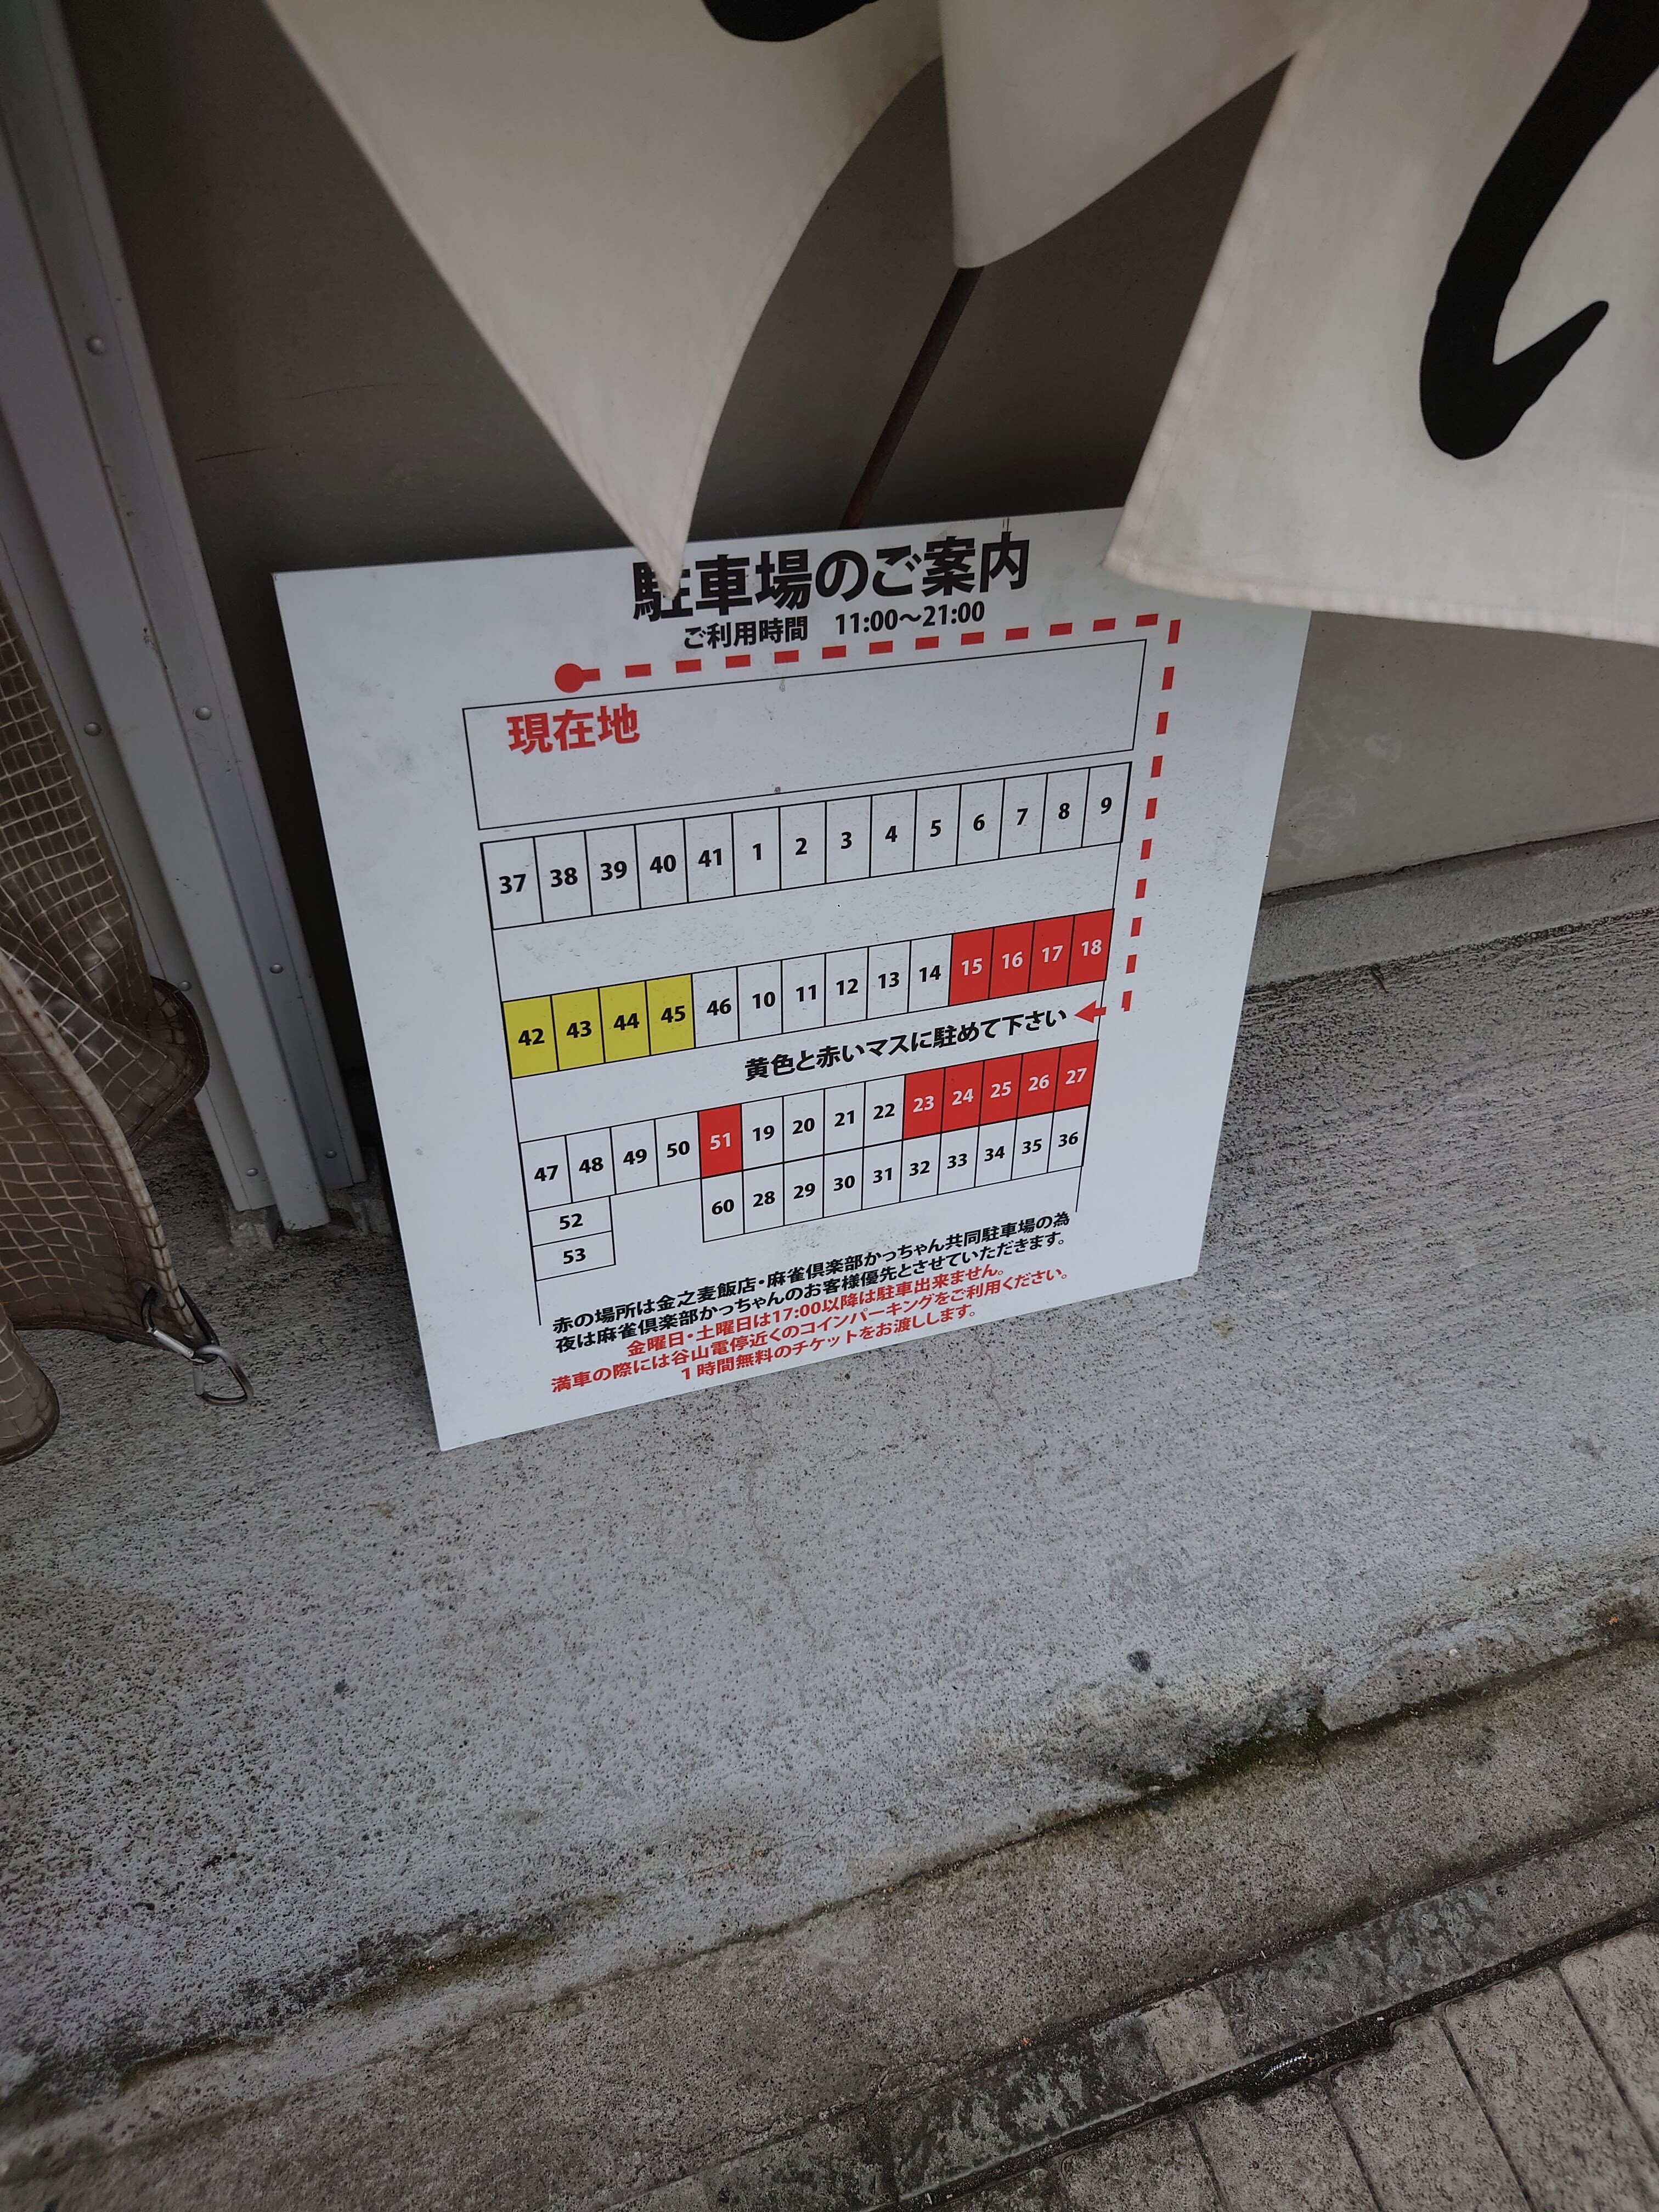 駐車場のご案内
ご利用時間 11:00〜21:00
現在地
37 38 39 40 41 1 2 3 4 5 6 7 8 9
42 43 44 45 46 10 11 12 13 14 15 16 17 18
黄色と赤いマスに駐めて下さい
47 48 49 50 51 19 20 21 22 23 24 25 26 27
60 28 29 30 31 32 33 34 35 36
52
53
赤の場所は金之麦飯店・麻雀倶楽部かっちゃん共同駐車場の為
夜は麻雀倶楽部かっちゃんのお客様優先とさせていただきます。
金曜日・土曜日は17:00以降は駐車出来ません。
満車の際には谷山電停近くのコインパーキングをご利用ください。
1時間無料のチケットをお渡しします。